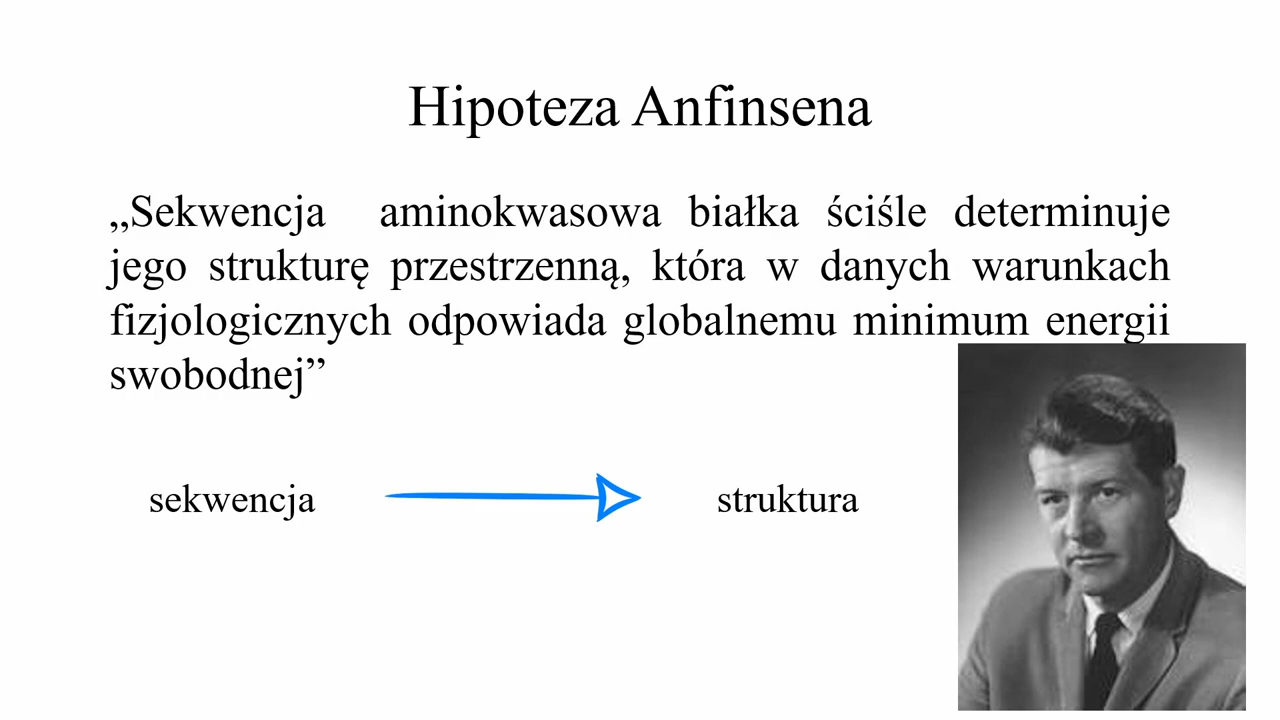 Hipoteza Anfinsena
„Sekwencja aminokwasowa białka ściśle determinuje
jego strukturę przestrzenną, która w danych warunkach
fizjologicznych odpowiada globalnemu minimum energii
swobodnej”
sekwencja struktura